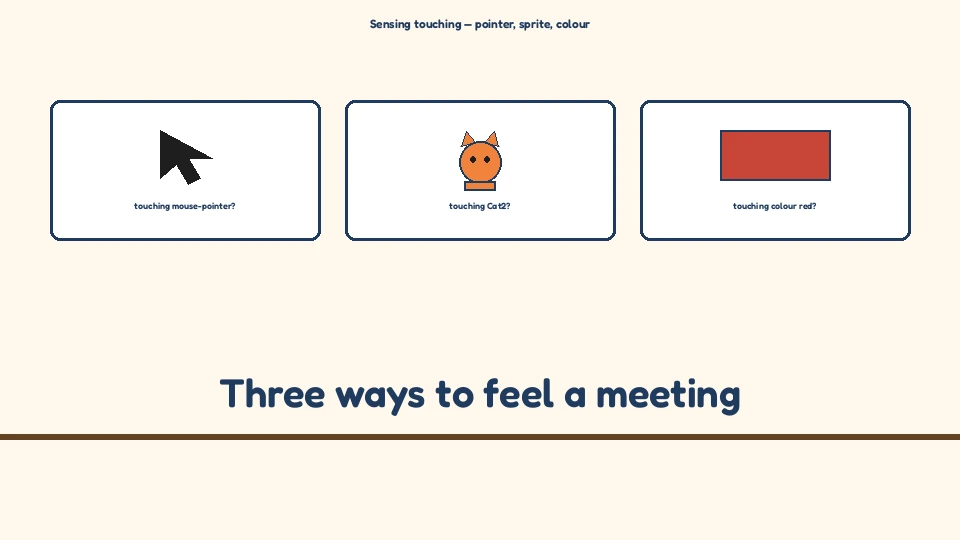 Sensing touching — pointer, sprite, colour
touching mouse-pointer?
touching Cat2?
touching colour red?
Three ways to feel a meeting